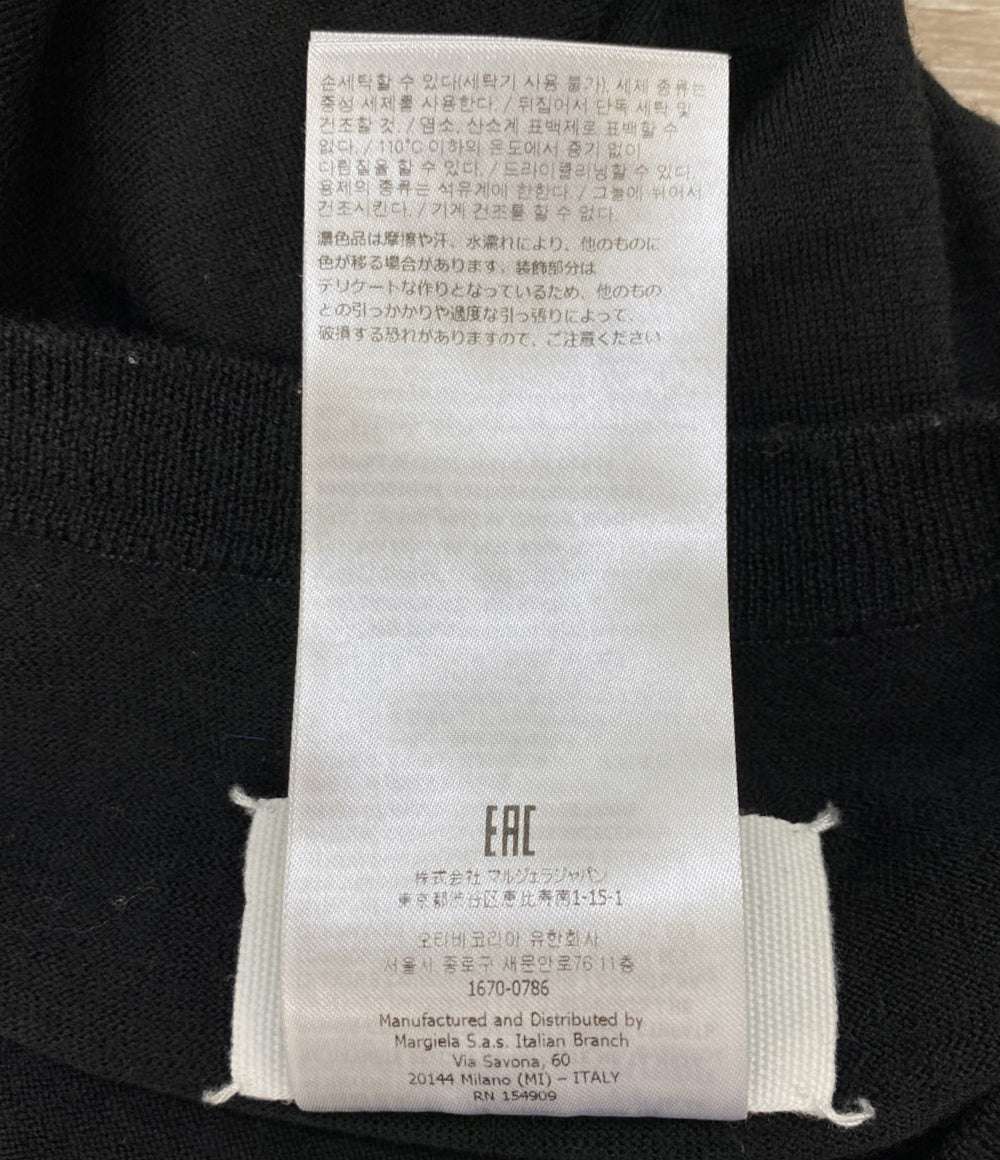 손세탁할 수 있다(세탁기 사용 불가), 세제 종류는
중성 세제를 사용한다. / 뒤집어서 단독 세탁 및
건조할 것. / 염소, 산소계 표백제로 표백할 수
없다. / 110°C 이하의 온도에서 증기 없이
다림질을 할 수 있다. / 드라이클리닝할 수 있다.
용제의 종류는 석유계에 한한다. / 그늘에 뉘어서
건조시킨다. / 기계 건조를 할 수 없다.
濃色品は摩擦や汗、水濡れにより、他のものに
色が移る場合があります。装飾部分は
デリケートな作りとなっているため、他のもの
との引っかかりや過度な引っ張りによって、
破損する恐れがありますので、ご注意ください
EAC
株式会社 マルジェラジャパン
東京都渋谷区恵比寿南1-15-1
오티비코리아 유한회사
서울시 종로구 새문안로76 11층
1670-0786
Manufactured and Distributed by
Margiela S.a.s. Italian Branch
Via Savona, 60
20144 Milano (MI) – ITALY
RN 154909